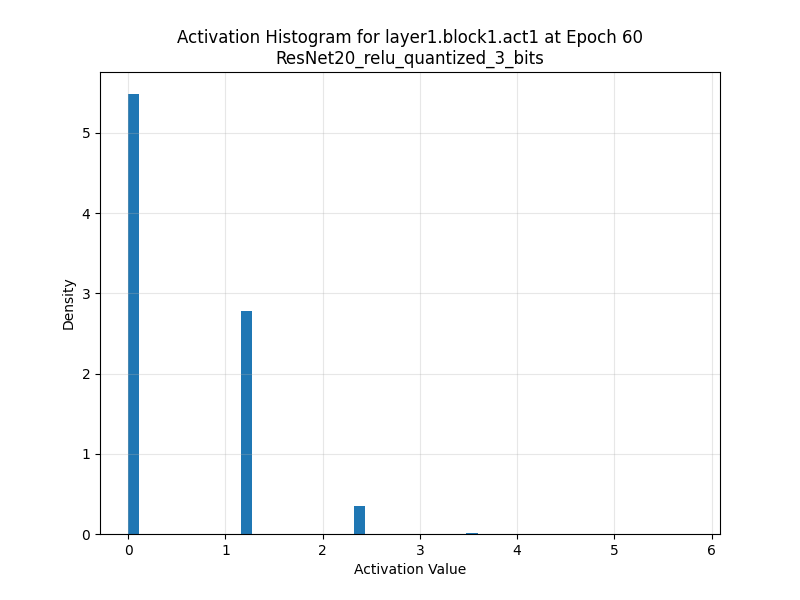 Activation Histogram for layer1.block1.act1 at Epoch 60
ResNet20_relu_quantized_3_bits
Density
5
4
3
2
1
0
0 1 2 3 4 5 6
Activation Value